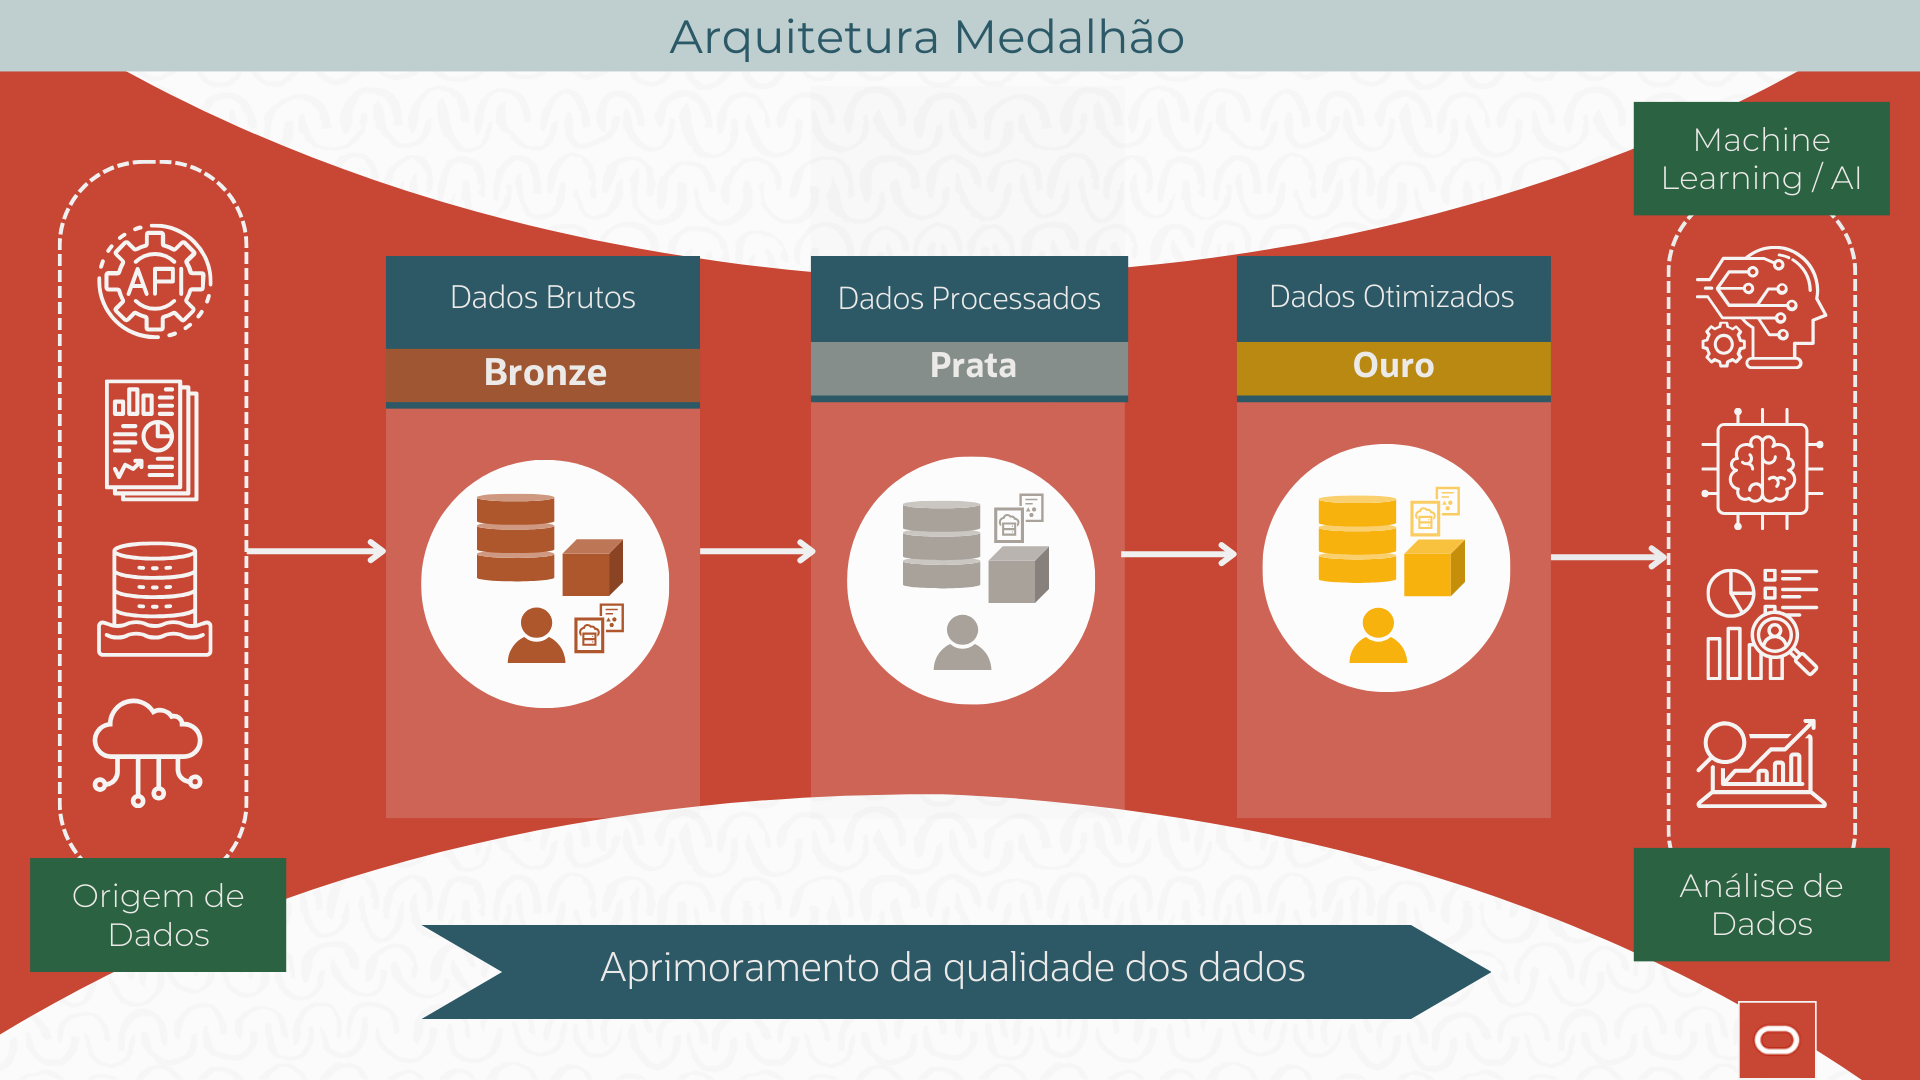 Arquitetura Medalhão
Machine
Learning / AI
API
Dados Brutos
Bronze
Dados Processados
Prata
Dados Otimizados
Ouro
Origem de
Dados
Análise de
Dados
Aprimoramento da qualidade dos dados